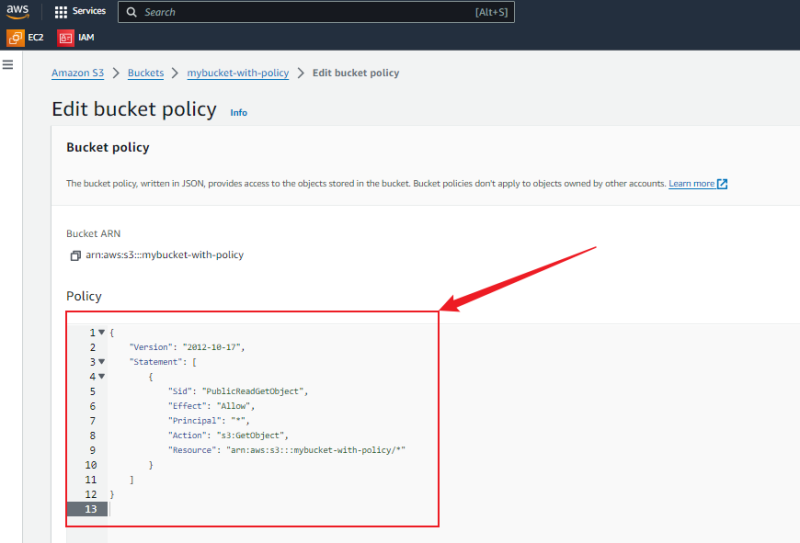 aws Services Search [Alt+S]
EC2 IAM
Amazon S3 > Buckets > mybucket-with-policy > Edit bucket policy
Edit bucket policy Info
Bucket policy
The bucket policy, written in JSON, provides access to the objects stored in the bucket. Bucket policies don't apply to objects owned by other accounts. Learn more
Bucket ARN
arn:aws:s3:::mybucket-with-policy
Policy
1 {
2 "Version": "2012-10-17",
3 "Statement": [
4 {
5 "Sid": "PublicReadGetObject",
6 "Effect": "Allow",
7 "Principal": "*",
8 "Action": "s3:GetObject",
9 "Resource": "arn:aws:s3:::mybucket-with-policy/*"
10 }
11 ]
12 }
13